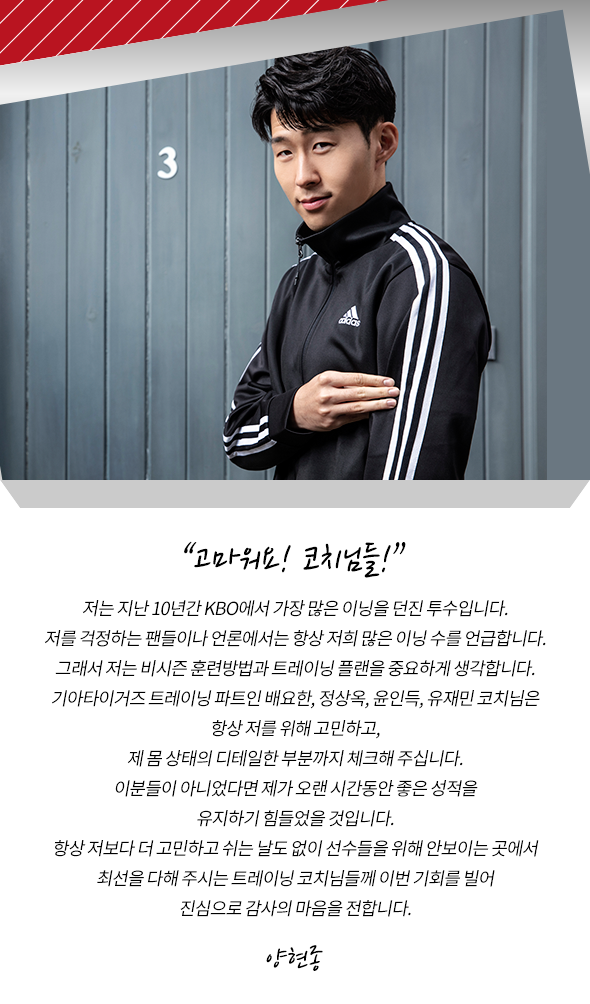 3
adidas
“고마워요! 코치님들!”
저는 지난 10년간 KBO에서 가장 많은 이닝을 던진 투수입니다.
저를 걱정하는 팬들이나 언론에서는 항상 저희 많은 이닝 수를 언급합니다.
그래서 저는 비시즌 훈련방법과 트레이닝 플랜을 중요하게 생각합니다.
기아타이거즈 트레이닝 파트인 배요한, 정상옥, 윤인득, 유재민 코치님은
항상 저를 위해 고민하고,
제 몸 상태의 디테일한 부분까지 체크해 주십니다.
이분들이 아니었다면 제가 오랜 시간동안 좋은 성적을
유지하기 힘들었을 것입니다.
항상 저보다 더 고민하고 쉬는 날도 없이 선수들을 위해 안보이는 곳에서
최선을 다해 주시는 트레이닝 코치님들께 이번 기회를 빌어
진심으로 감사의 마음을 전합니다.
양현종